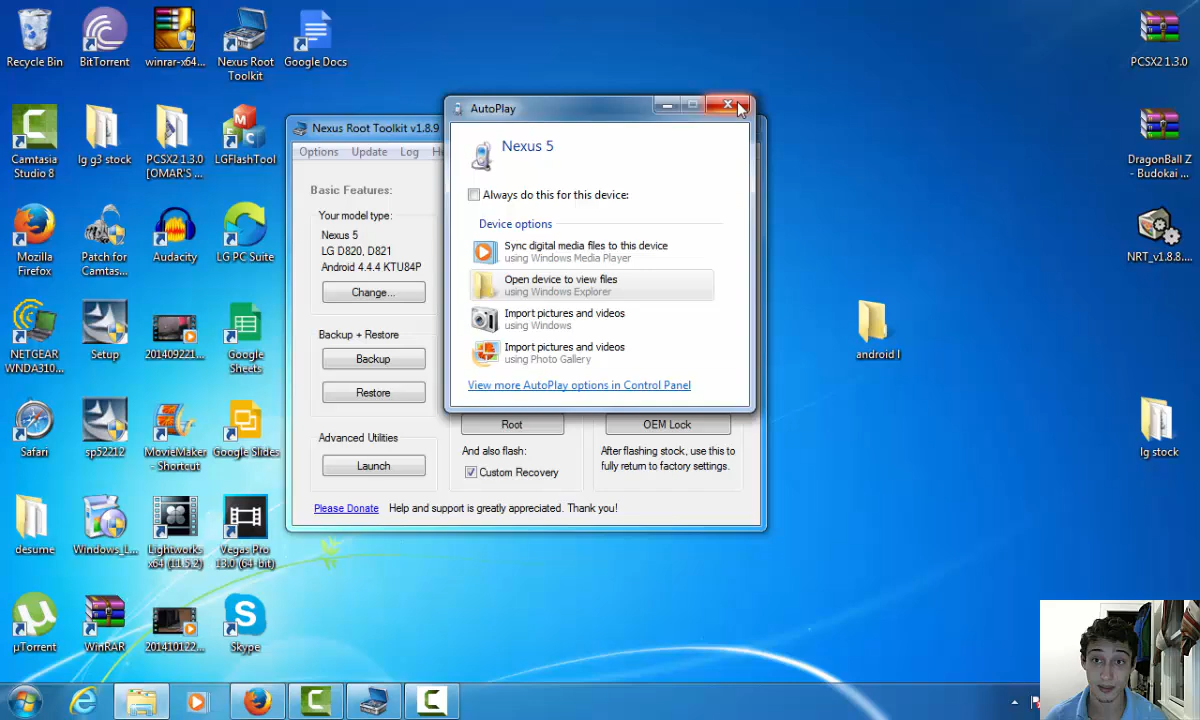 Recycle Bin
BitTorrent
winrar-x64...
Nexus Root
Toolkit
Google Docs
PCSX2 1.3.0
Camtasia
Studio 8
lg g3 stock
PCSX2 1.3.0
[OMAR'S ...
LGFlashTool
DragonBall Z
- Budokai ...
Mozilla
Firefox
Patch for
Camtas...
Audacity
LG PC Suite
NRT_v1.8.8....
NETGEAR
WNDA310...
Setup
201409221...
Google
Sheets
android l
Safari
sp52212
MovieMaker
- Shortcut
Google Slides
lg stock
desume
Windows_L...
Lightworks
x64 (11.5.2)
Vegas Pro
13.0 (64-bit)
µTorrent
WinRAR
201410122...
Skype
Nexus Root Toolkit v1.8.9
Options
Update
Log
H
Basic Features:
Your model type:
Nexus 5
LG D820, D821
Android 4.4.4 KTU84P
Change...
Backup + Restore
Backup
Restore
Advanced Utilities
Launch
Root
And also flash:
Custom Recovery
OEM Lock
After flashing stock, use this to
fully return to factory settings.
Please Donate Help and support is greatly appreciated. Thank you!
AutoPlay
Nexus 5
Always do this for this device:
Device options
Sync digital media files to this device
using Windows Media Player
Open device to view files
using Windows Explorer
Import pictures and videos
using Windows
Import pictures and videos
using Photo Gallery
View more AutoPlay options in Control Panel